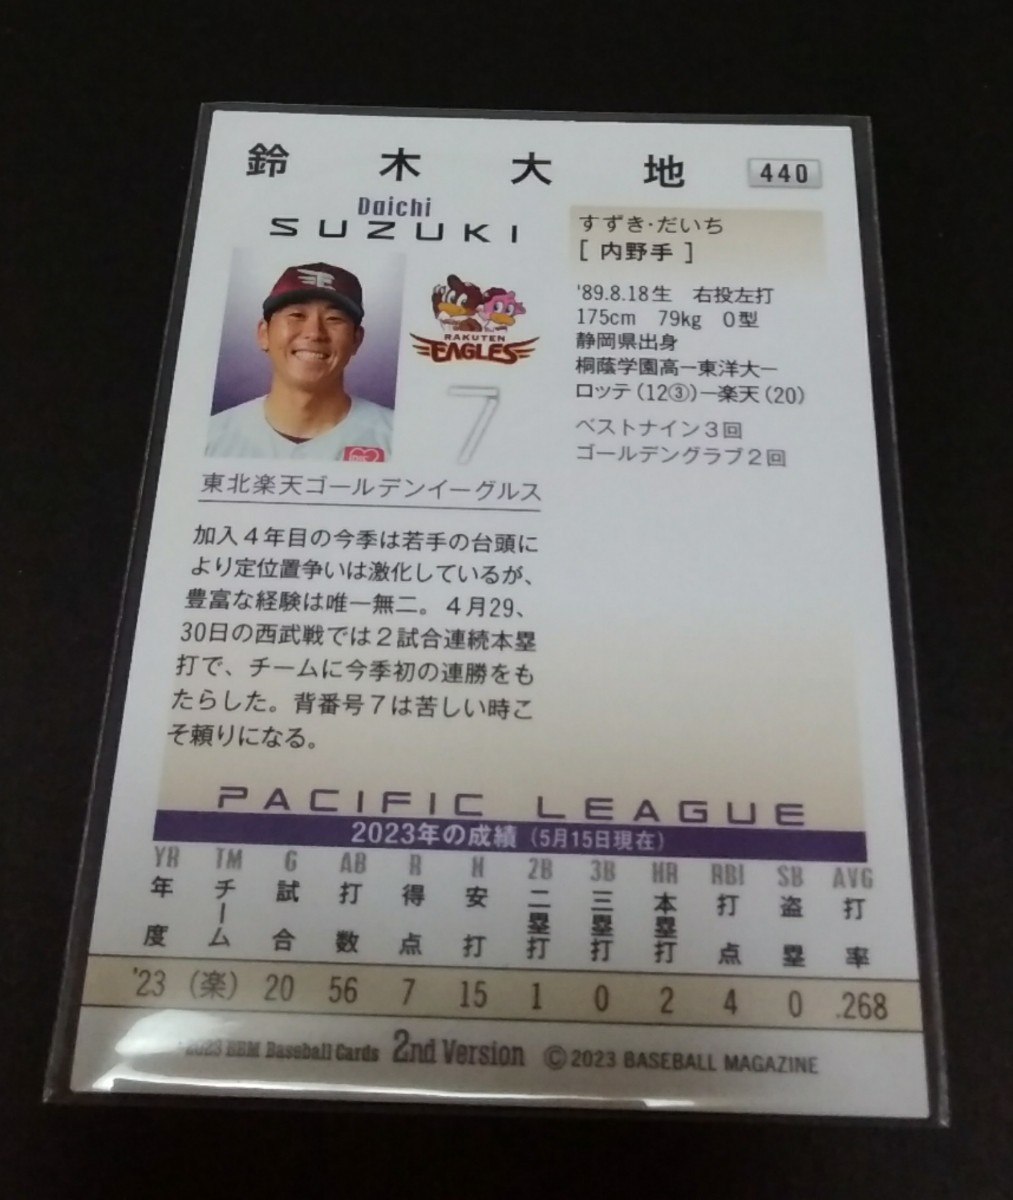 鈴木大地 440
Daichi
SUZUKI
すずき・だいち
[ 内野手 ]
'89.8.18生 右投左打
175cm 79kg O型
静岡県出身
桐蔭学園高ー東洋大ー
ロッテ(12③)ー楽天(20)
ベストナイン3回
ゴールデングラブ2回
RAKUTEN
EAGLES
7
東北楽天ゴールデンイーグルス
加入4年目の今季は若手の台頭に
より定位置争いは激化しているが、
豊富な経験は唯一無二。4月29、
30日の西武戦では2試合連続本塁
打で、チームに今季初の連勝をも
たらした。背番号7は苦しい時こ
そ頼りになる。
PACIFIC LEAGUE
2023年の成績(5月15日現在)
YR TM G AB R H 2B 3B HR RBI SB AVG
年度 チーム 試合 打数 得点 安打 二塁打 三塁打 本塁打 打点 盗塁 打率
'23 (楽) 20 56 7 15 1 0 2 4 0 .268
2023 BBM Baseball Cards 2nd Version ©2023 BASEBALL MAGAZINE